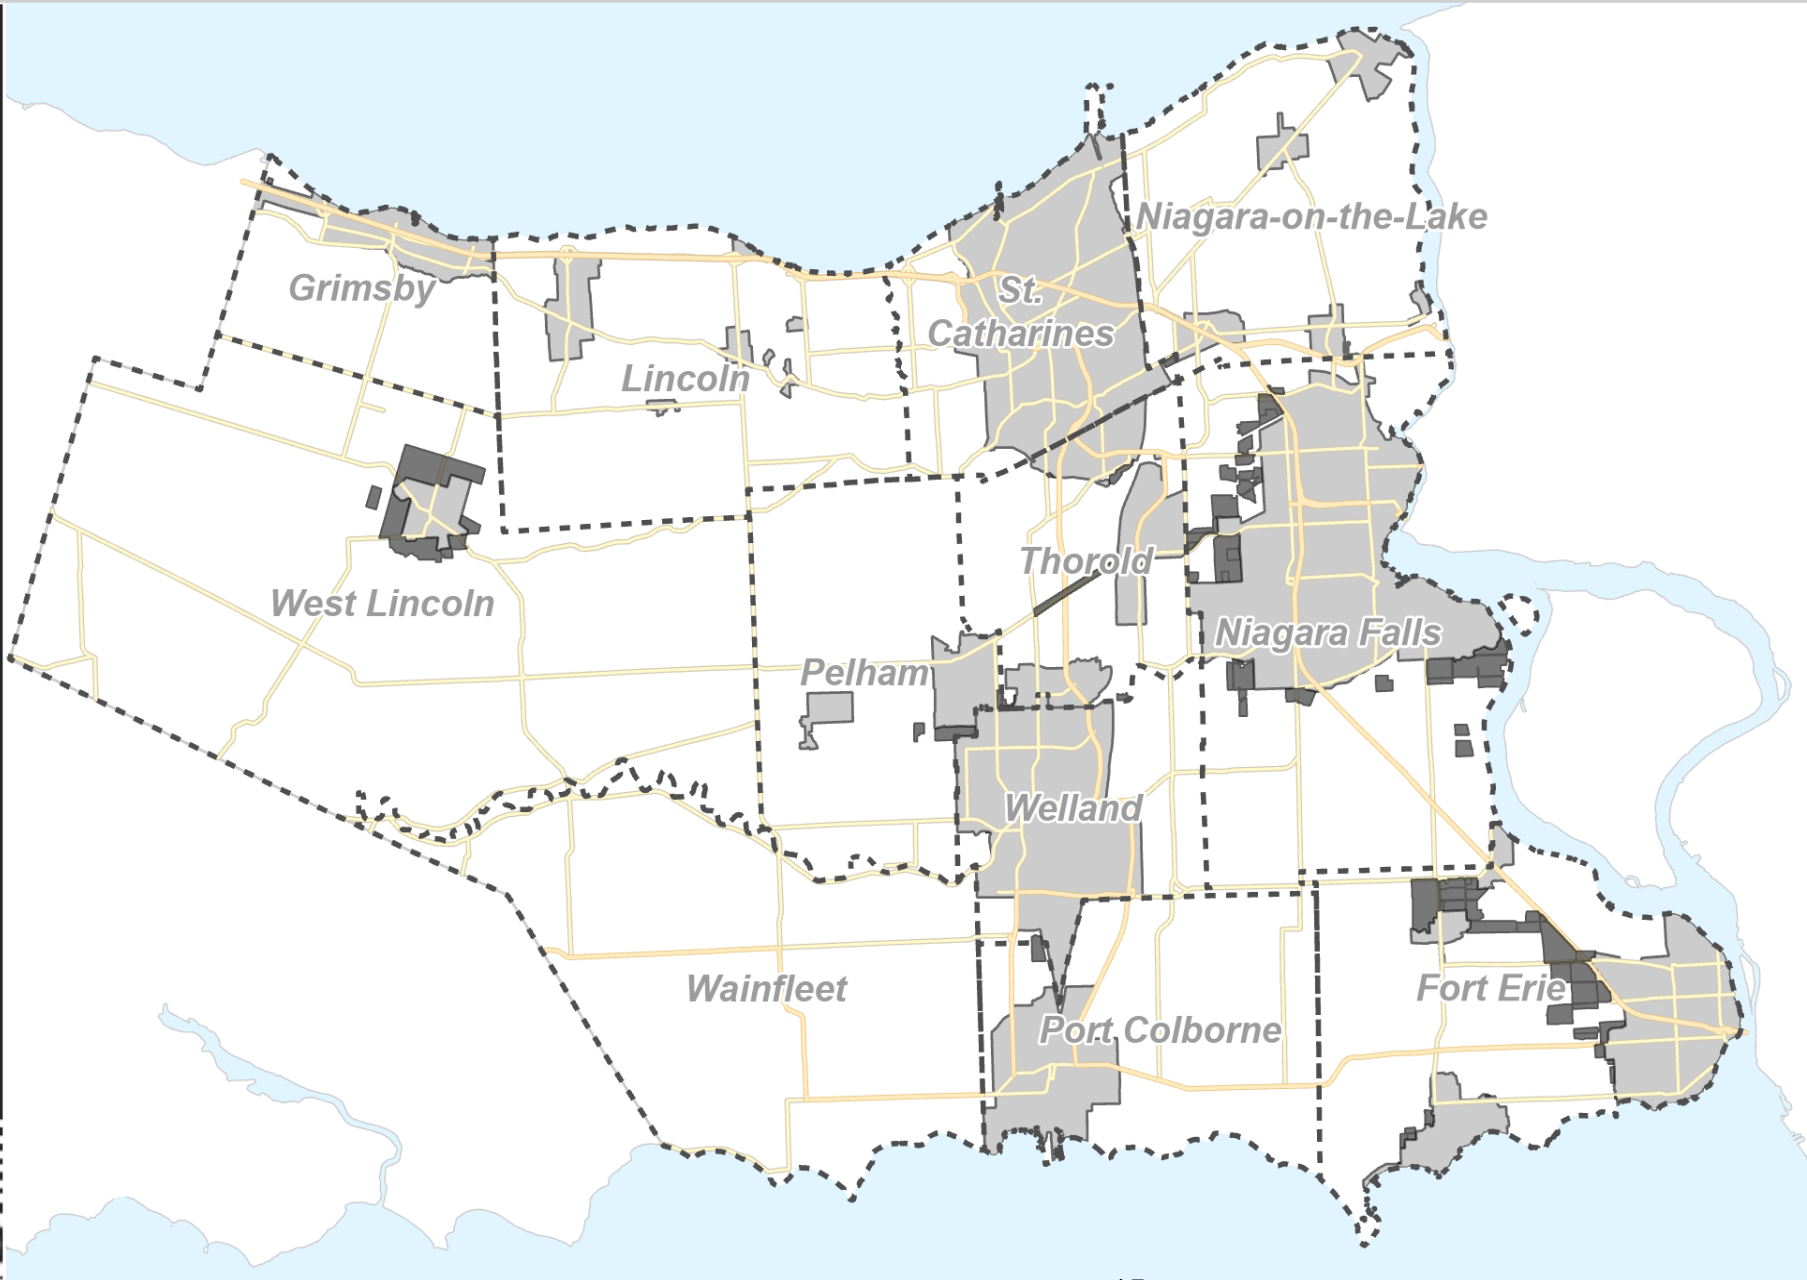 Niagara-on-the-Lake
Grimsby
St.
Catharines
Lincoln
Thorold
West Lincoln
Niagara Falls
Pelham
Welland
Wainfleet
Fort Erie
Port Colborne